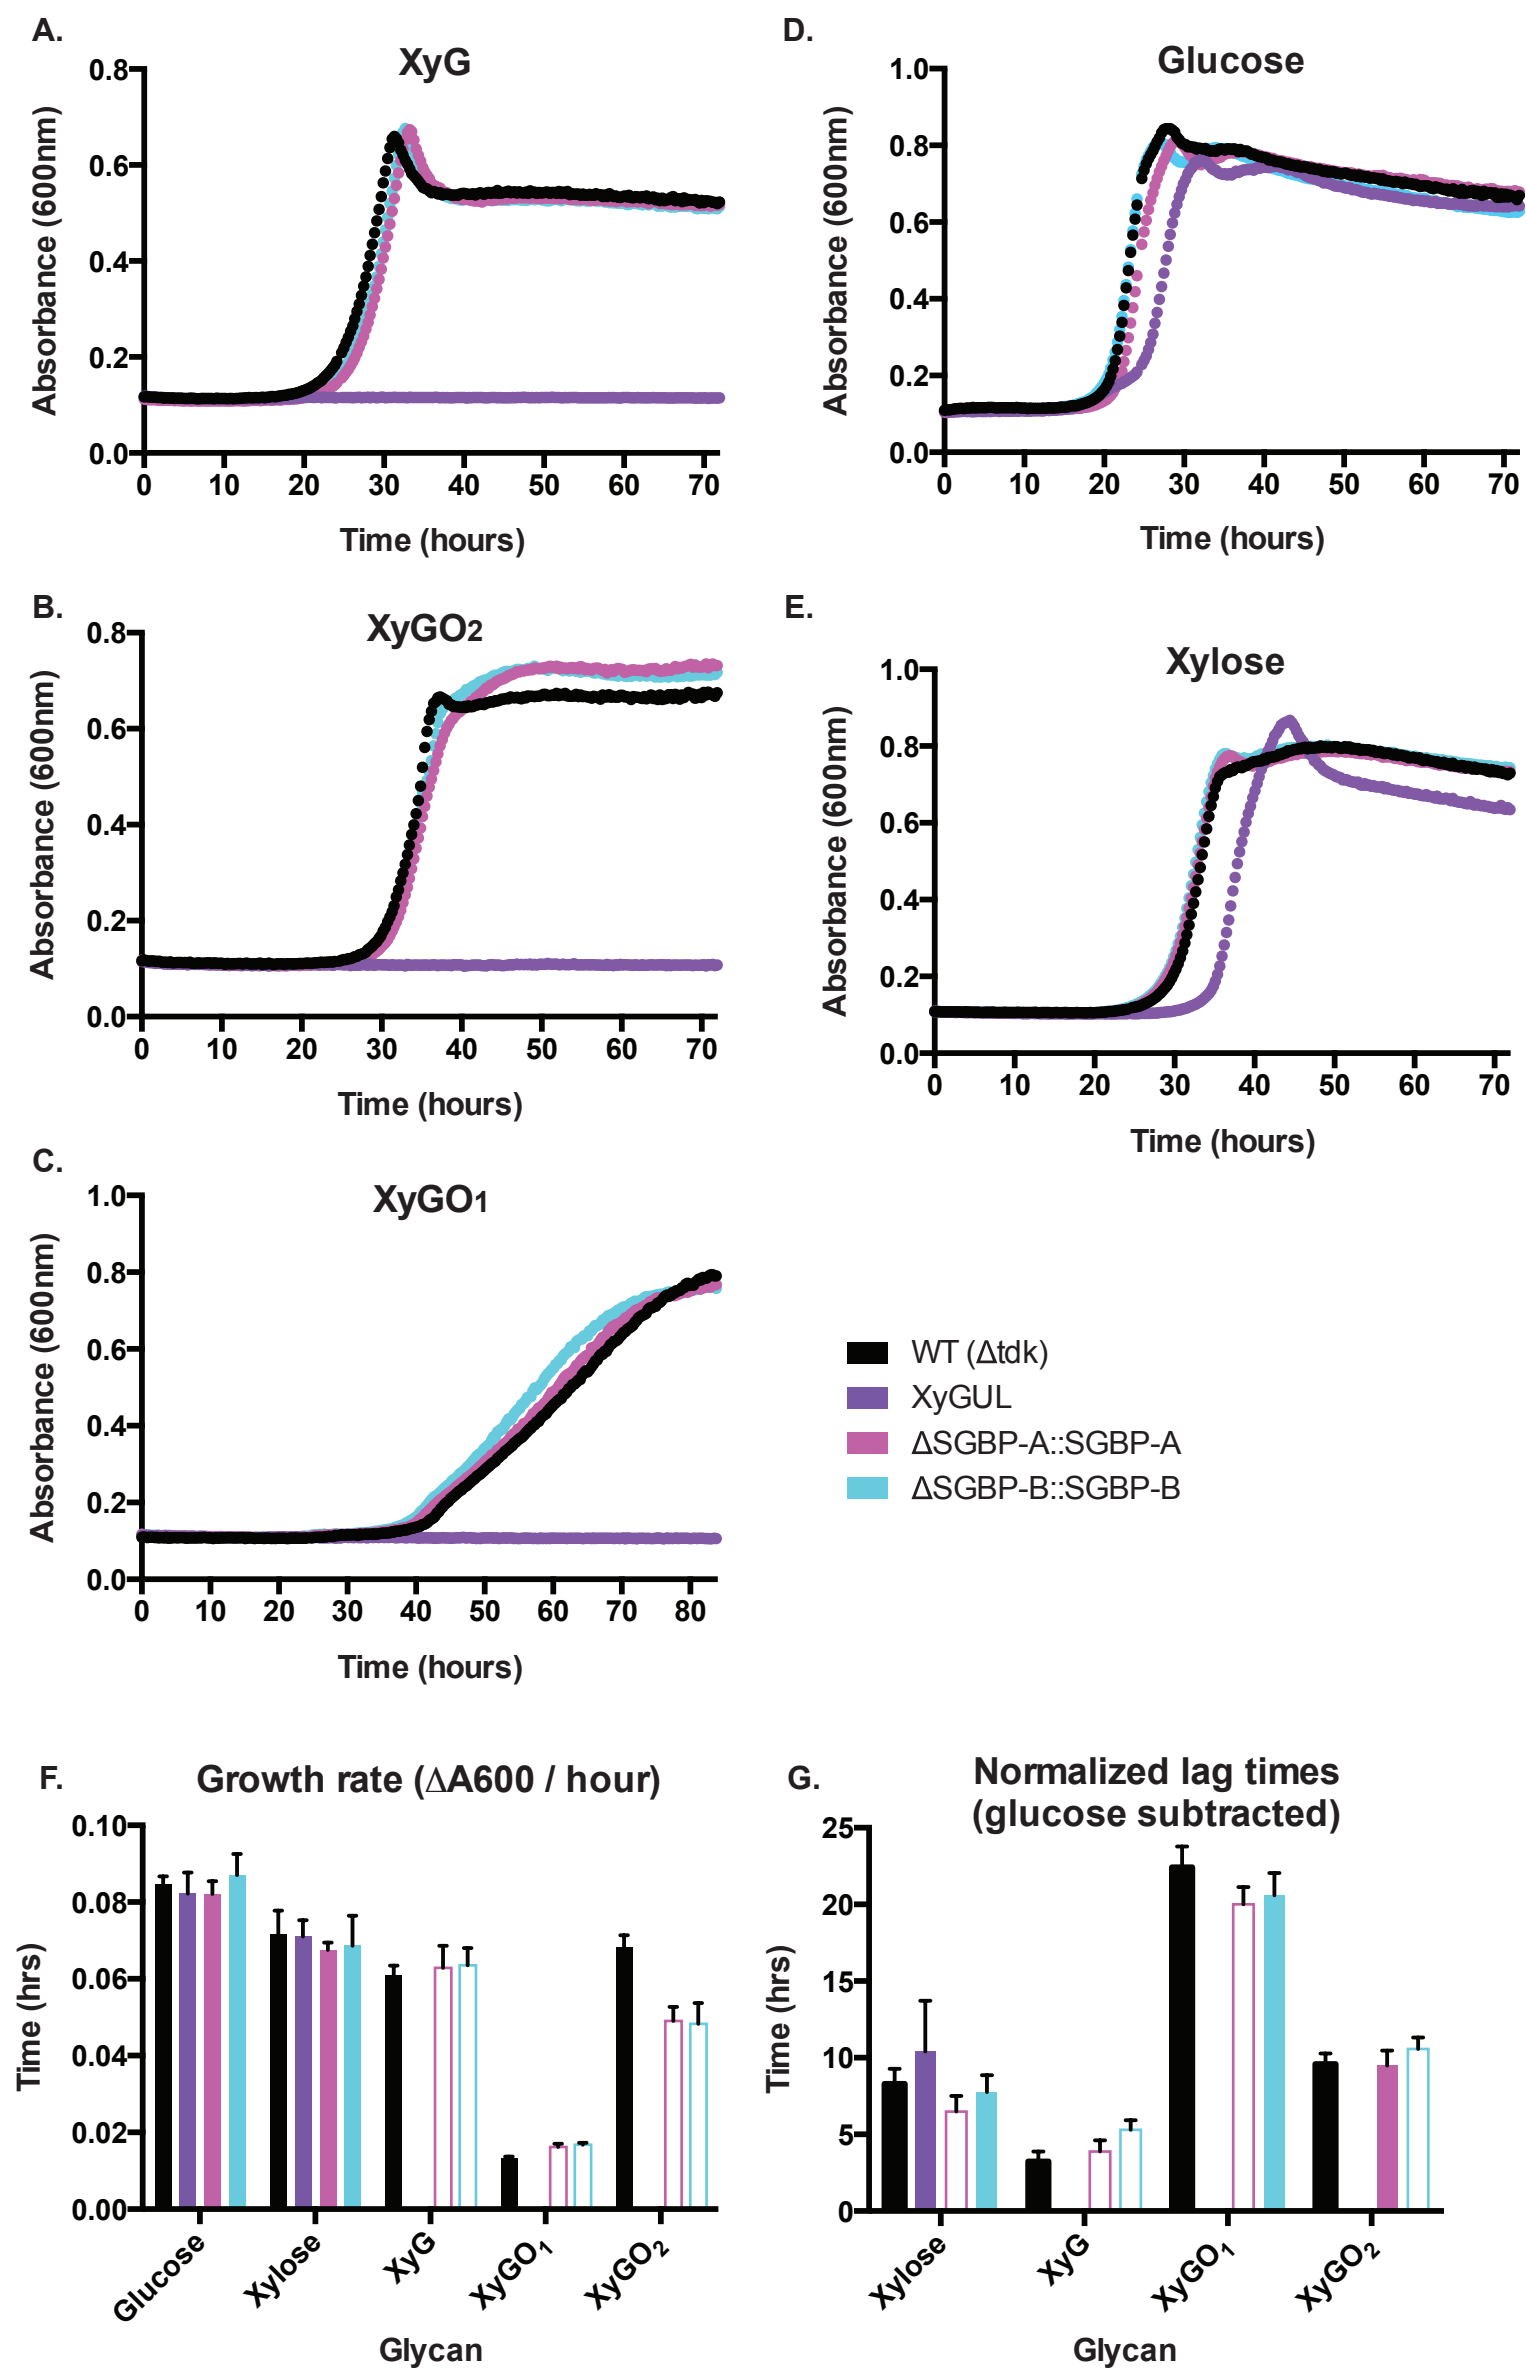 A.
XyG
0.8
0.6
0.4
0.2
0.0
Absorbance (600nm)
0 10 20 30 40 50 60 70
Time (hours)
D.
Glucose
1.0
0.8
0.6
0.4
0.2
0.0
Absorbance (600nm)
0 10 20 30 40 50 60 70
Time (hours)
B.
XyGO2
0.8
0.6
0.4
0.2
0.0
Absorbance (600nm)
0 10 20 30 40 50 60 70
Time (hours)
E.
Xylose
1.0
0.8
0.6
0.4
0.2
0.0
Absorbance (600nm)
0 10 20 30 40 50 60 70
Time (hours)
C.
XyGO1
1.0
0.8
0.6
0.4
0.2
0.0
Absorbance (600nm)
0 10 20 30 40 50 60 70 80
Time (hours)
WT (Δtdk)
XyGUL
ΔSGBP-A::SGBP-A
ΔSGBP-B::SGBP-B
F.
Growth rate (ΔA600 / hour)
0.10
0.08
0.06
0.04
0.02
0.00
Time (hrs)
Glucose
Xylose
XyG
XyGO1
XyGO2
Glycan
G.
Normalized lag times
(glucose subtracted)
25
20
15
10
5
0
Time (hrs)
Xylose
XyG
XyGO1
XyGO2
Glycan